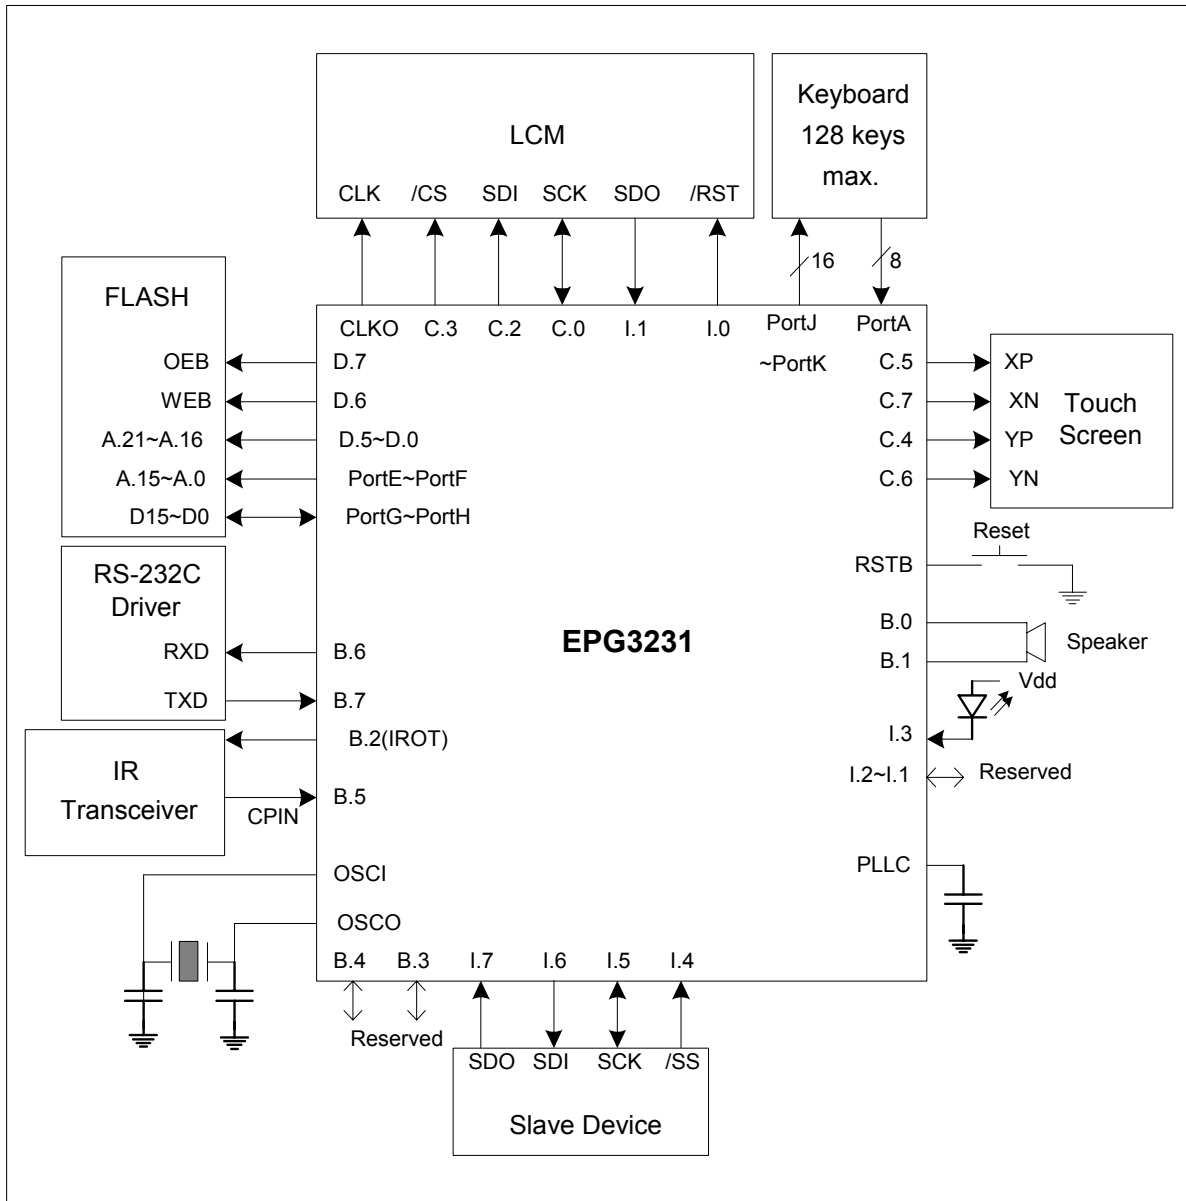 LCM
CLK /CS SDI SCK SDO /RST
Keyboard
128 keys
max.
16 8
FLASH
OEB
WEB
A.21~A.16
A.15~A.0
D15~D0
RS-232C
Driver
RXD
TXD
IR
Transceiver
CPIN
CLKO C.3 C.2 C.0 I.1 I.0 PortJ PortA
~PortK
D.7
D.6
D.5~D.0
PortE~PortF
PortG~PortH
B.6
B.7
B.2(IROT)
B.5
OSCI
OSCO
EPG3231
C.5
C.7
C.4
C.6
RSTB
B.0
B.1
I.3
I.2~I.1
PLLC
XP
XN
YP
YN
Touch
Screen
Reset
Speaker
Vdd
Reserved
B.4 B.3 I.7 I.6 I.5 I.4
Reserved
SDO SDI SCK /SS
Slave Device